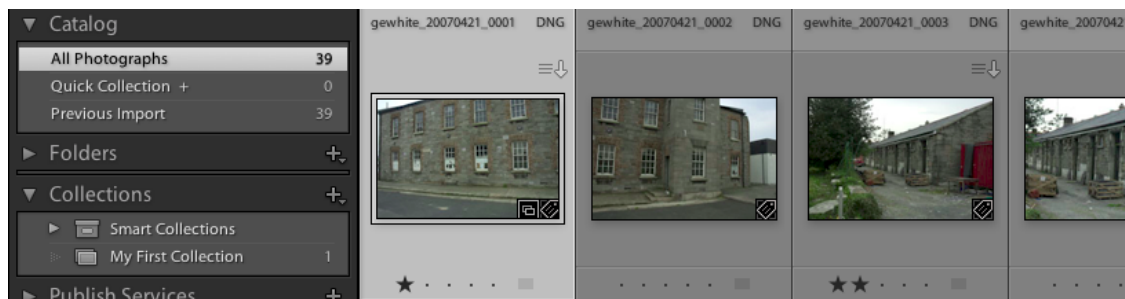 Catalog
All Photographs 39
Quick Collection + 0
Previous Import 39
Folders
Collections
Smart Collections
My First Collection 1
Publish Services
gewhite_20070421_0001 DNG
gewhite_20070421_0002 DNG
gewhite_20070421_0003 DNG
gewhite_2007042